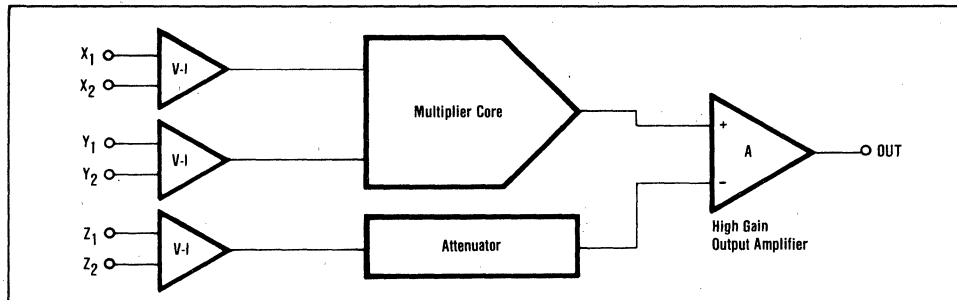 X1
X2
V-I
Multiplier Core
Y1
Y2
V-I
+
A
−
OUT
Z1
Z2
V-I
Attenuator
High Gain
Output Amplifier